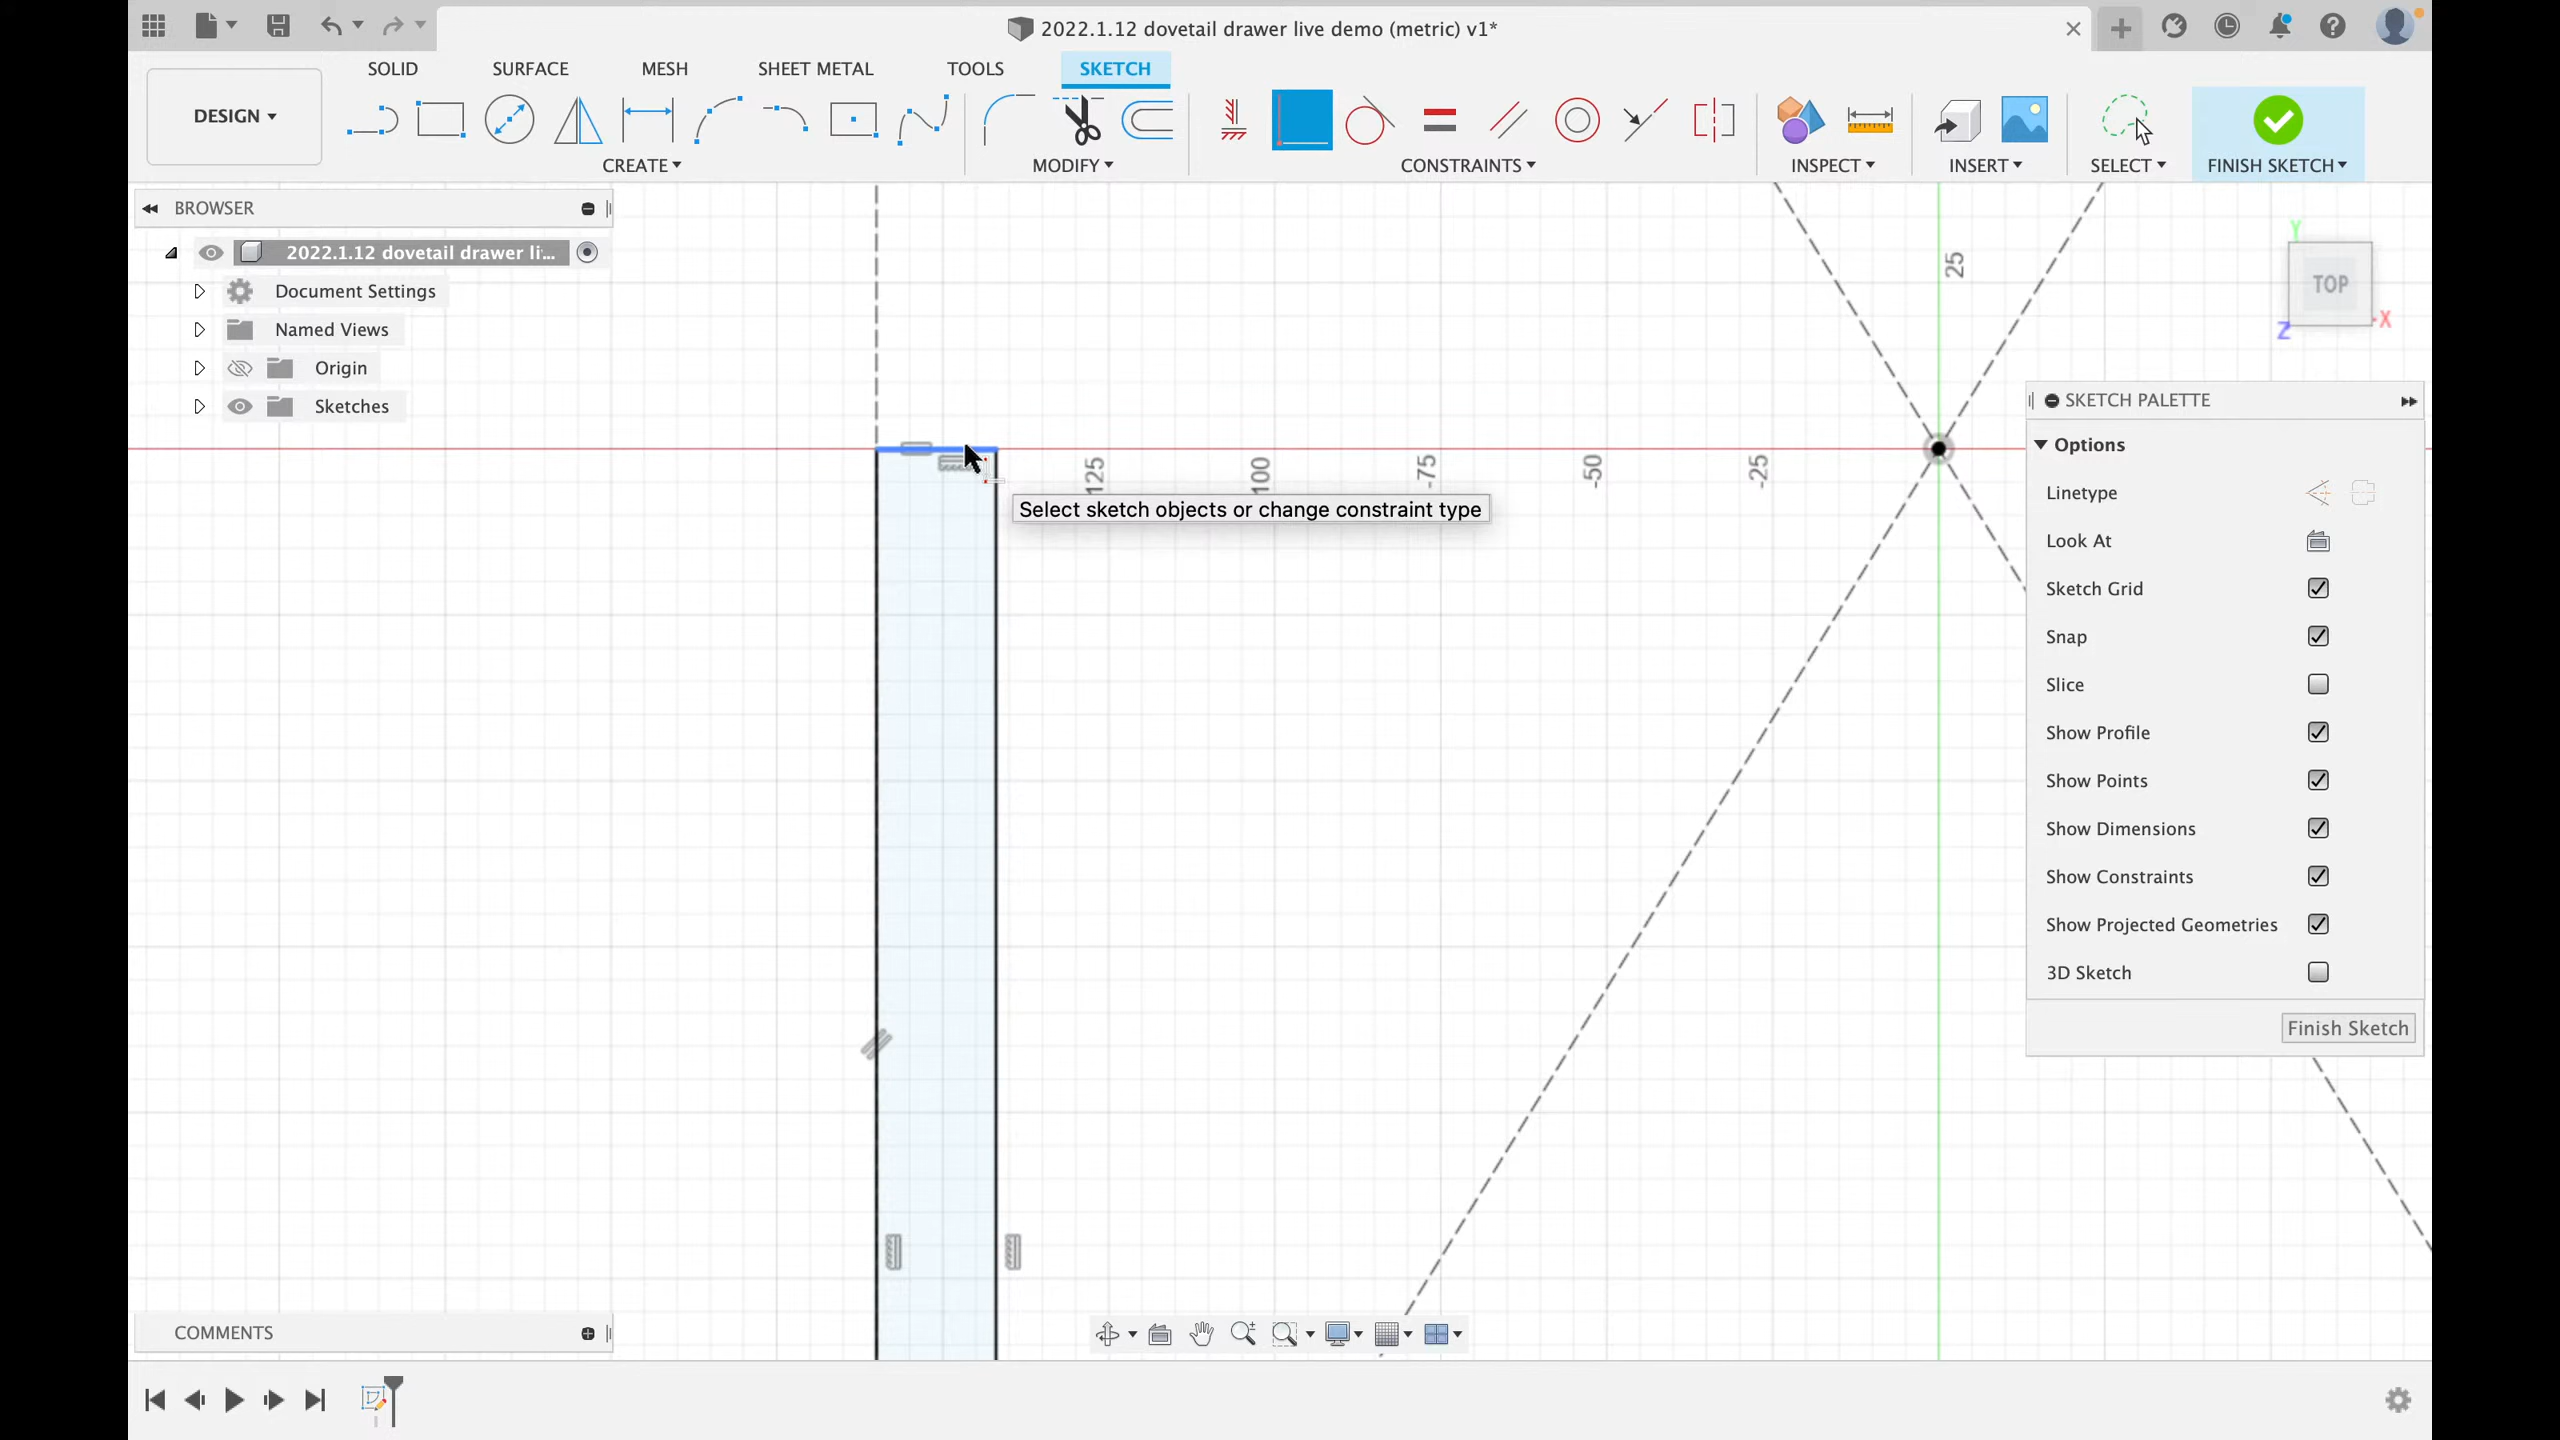 2022.1.12 dovetail drawer live demo (metric) v1*
SOLID
SURFACE
MESH
SHEET METAL
TOOLS
SKETCH
DESIGN
CREATE
MODIFY
CONSTRAINTS
INSPECT
INSERT
SELECT
FINISH SKETCH
BROWSER
2022.1.12 dovetail drawer li...
Document Settings
Named Views
Origin
Sketches
Y
TOP
X
Z
25
125
100
-75
-50
-25
Select sketch objects or change constraint type
SKETCH PALETTE
Options
Linetype
Look At
Sketch Grid
Snap
Slice
Show Profile
Show Points
Show Dimensions
Show Constraints
Show Projected Geometries
3D Sketch
Finish Sketch
COMMENTS